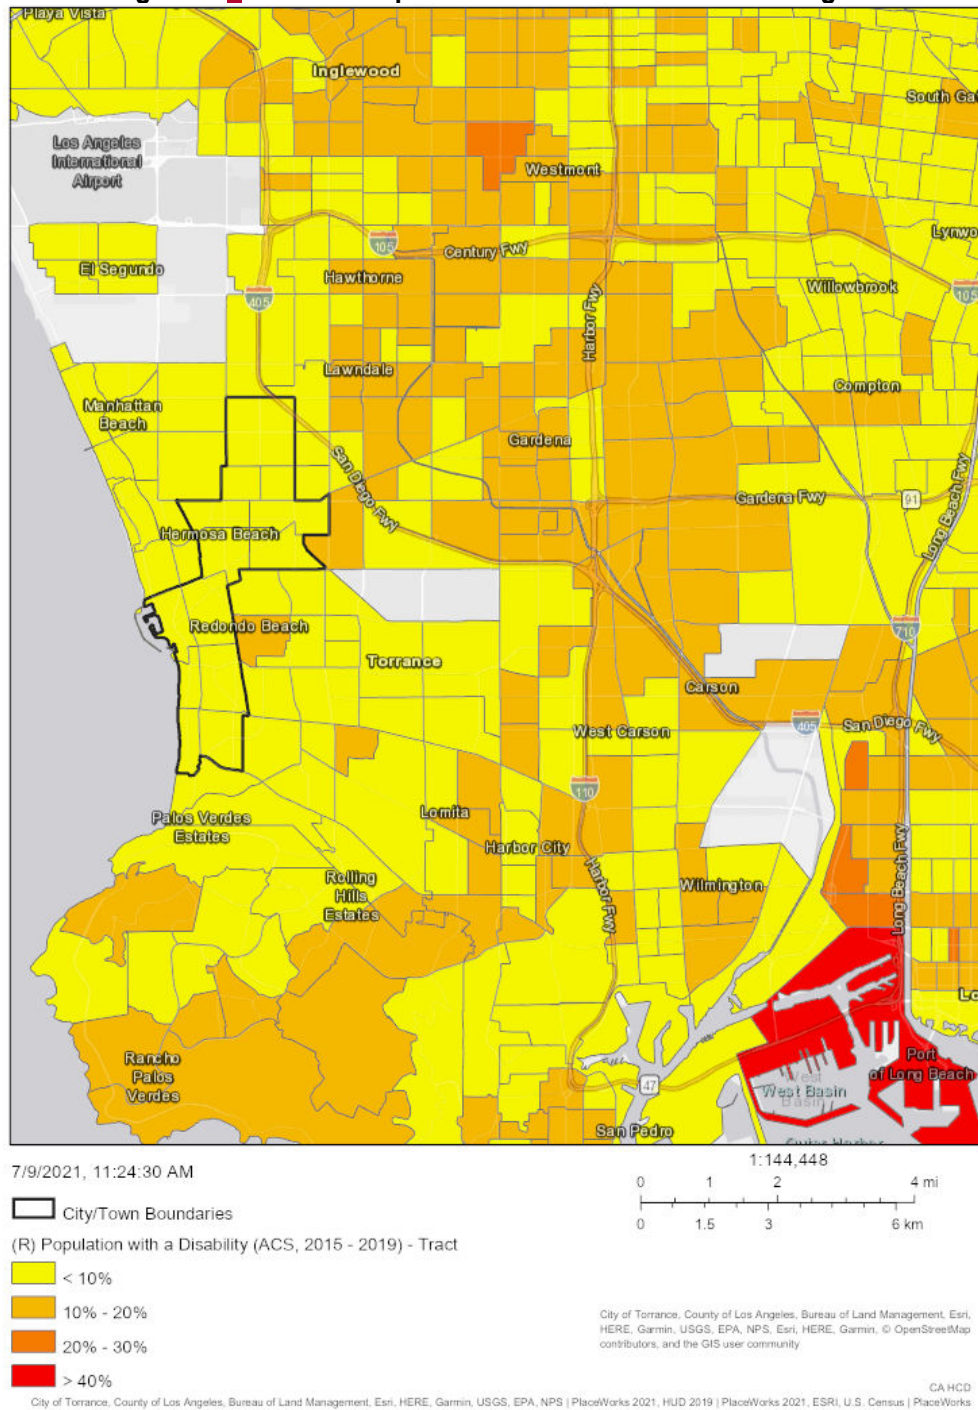 Playa Vista
Inglewood
South Gat
Los Angeles
International
Airport
Westmont
Lynwo
105
Century Fwy
El Segundo
Hawthorne
Willowbrook
405
105
Harbor Fwy
Lawndale
Compton
Manhattan
Beach
Gardena
San Diego Fwy
Gardena Fwy
91
Long Beach Fwy
Hermosa Beach
Redondo Beach
710
Torrance
Carson
405
San Diego Fwy
West Carson
110
Palos Verdes
Estates
Lomita
Harbor City
Long Beach Fwy
Rolling
Hills
Estates
Harbor Fwy
Wilmington
Lo
Rancho
Palos
Verdes
47
Port
of Long Beach
West
Basin
West Basin
San Pedro
Outer Harbor
7/9/2021, 11:24:30 AM
1:144,448
0 1 2 4 mi
0 1.5 3 6 km
City/Town Boundaries
(R) Population with a Disability (ACS, 2015 - 2019) - Tract
< 10%
10% - 20%
20% - 30%
> 40%
City of Torrance, County of Los Angeles, Bureau of Land Management, Esri,
HERE, Garmin, USGS, EPA, NPS, Esri, HERE, Garmin, © OpenStreetMap
contributors, and the GIS user community
CA HCD
City of Torrance, County of Los Angeles, Bureau of Land Management, Esri, HERE, Garmin, USGS, EPA, NPS | PlaceWorks 2021, HUD 2019 | PlaceWorks 2021, ESRI, U.S. Census | PlaceWorks